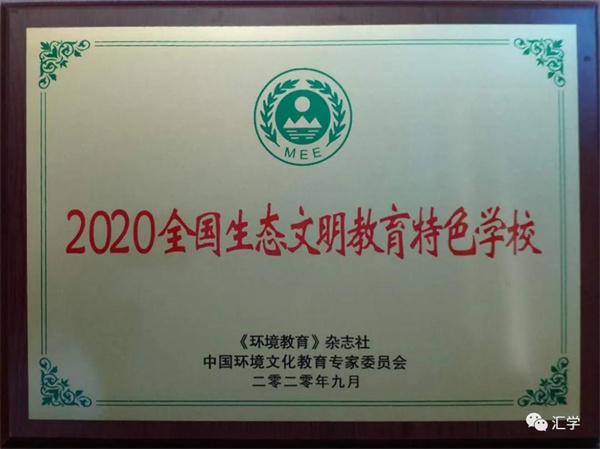 MEE
2020全国生态文明教育特色学校
《环境教育》杂志社
中国环境文化教育专家委员会
二零二零年九月
汇学